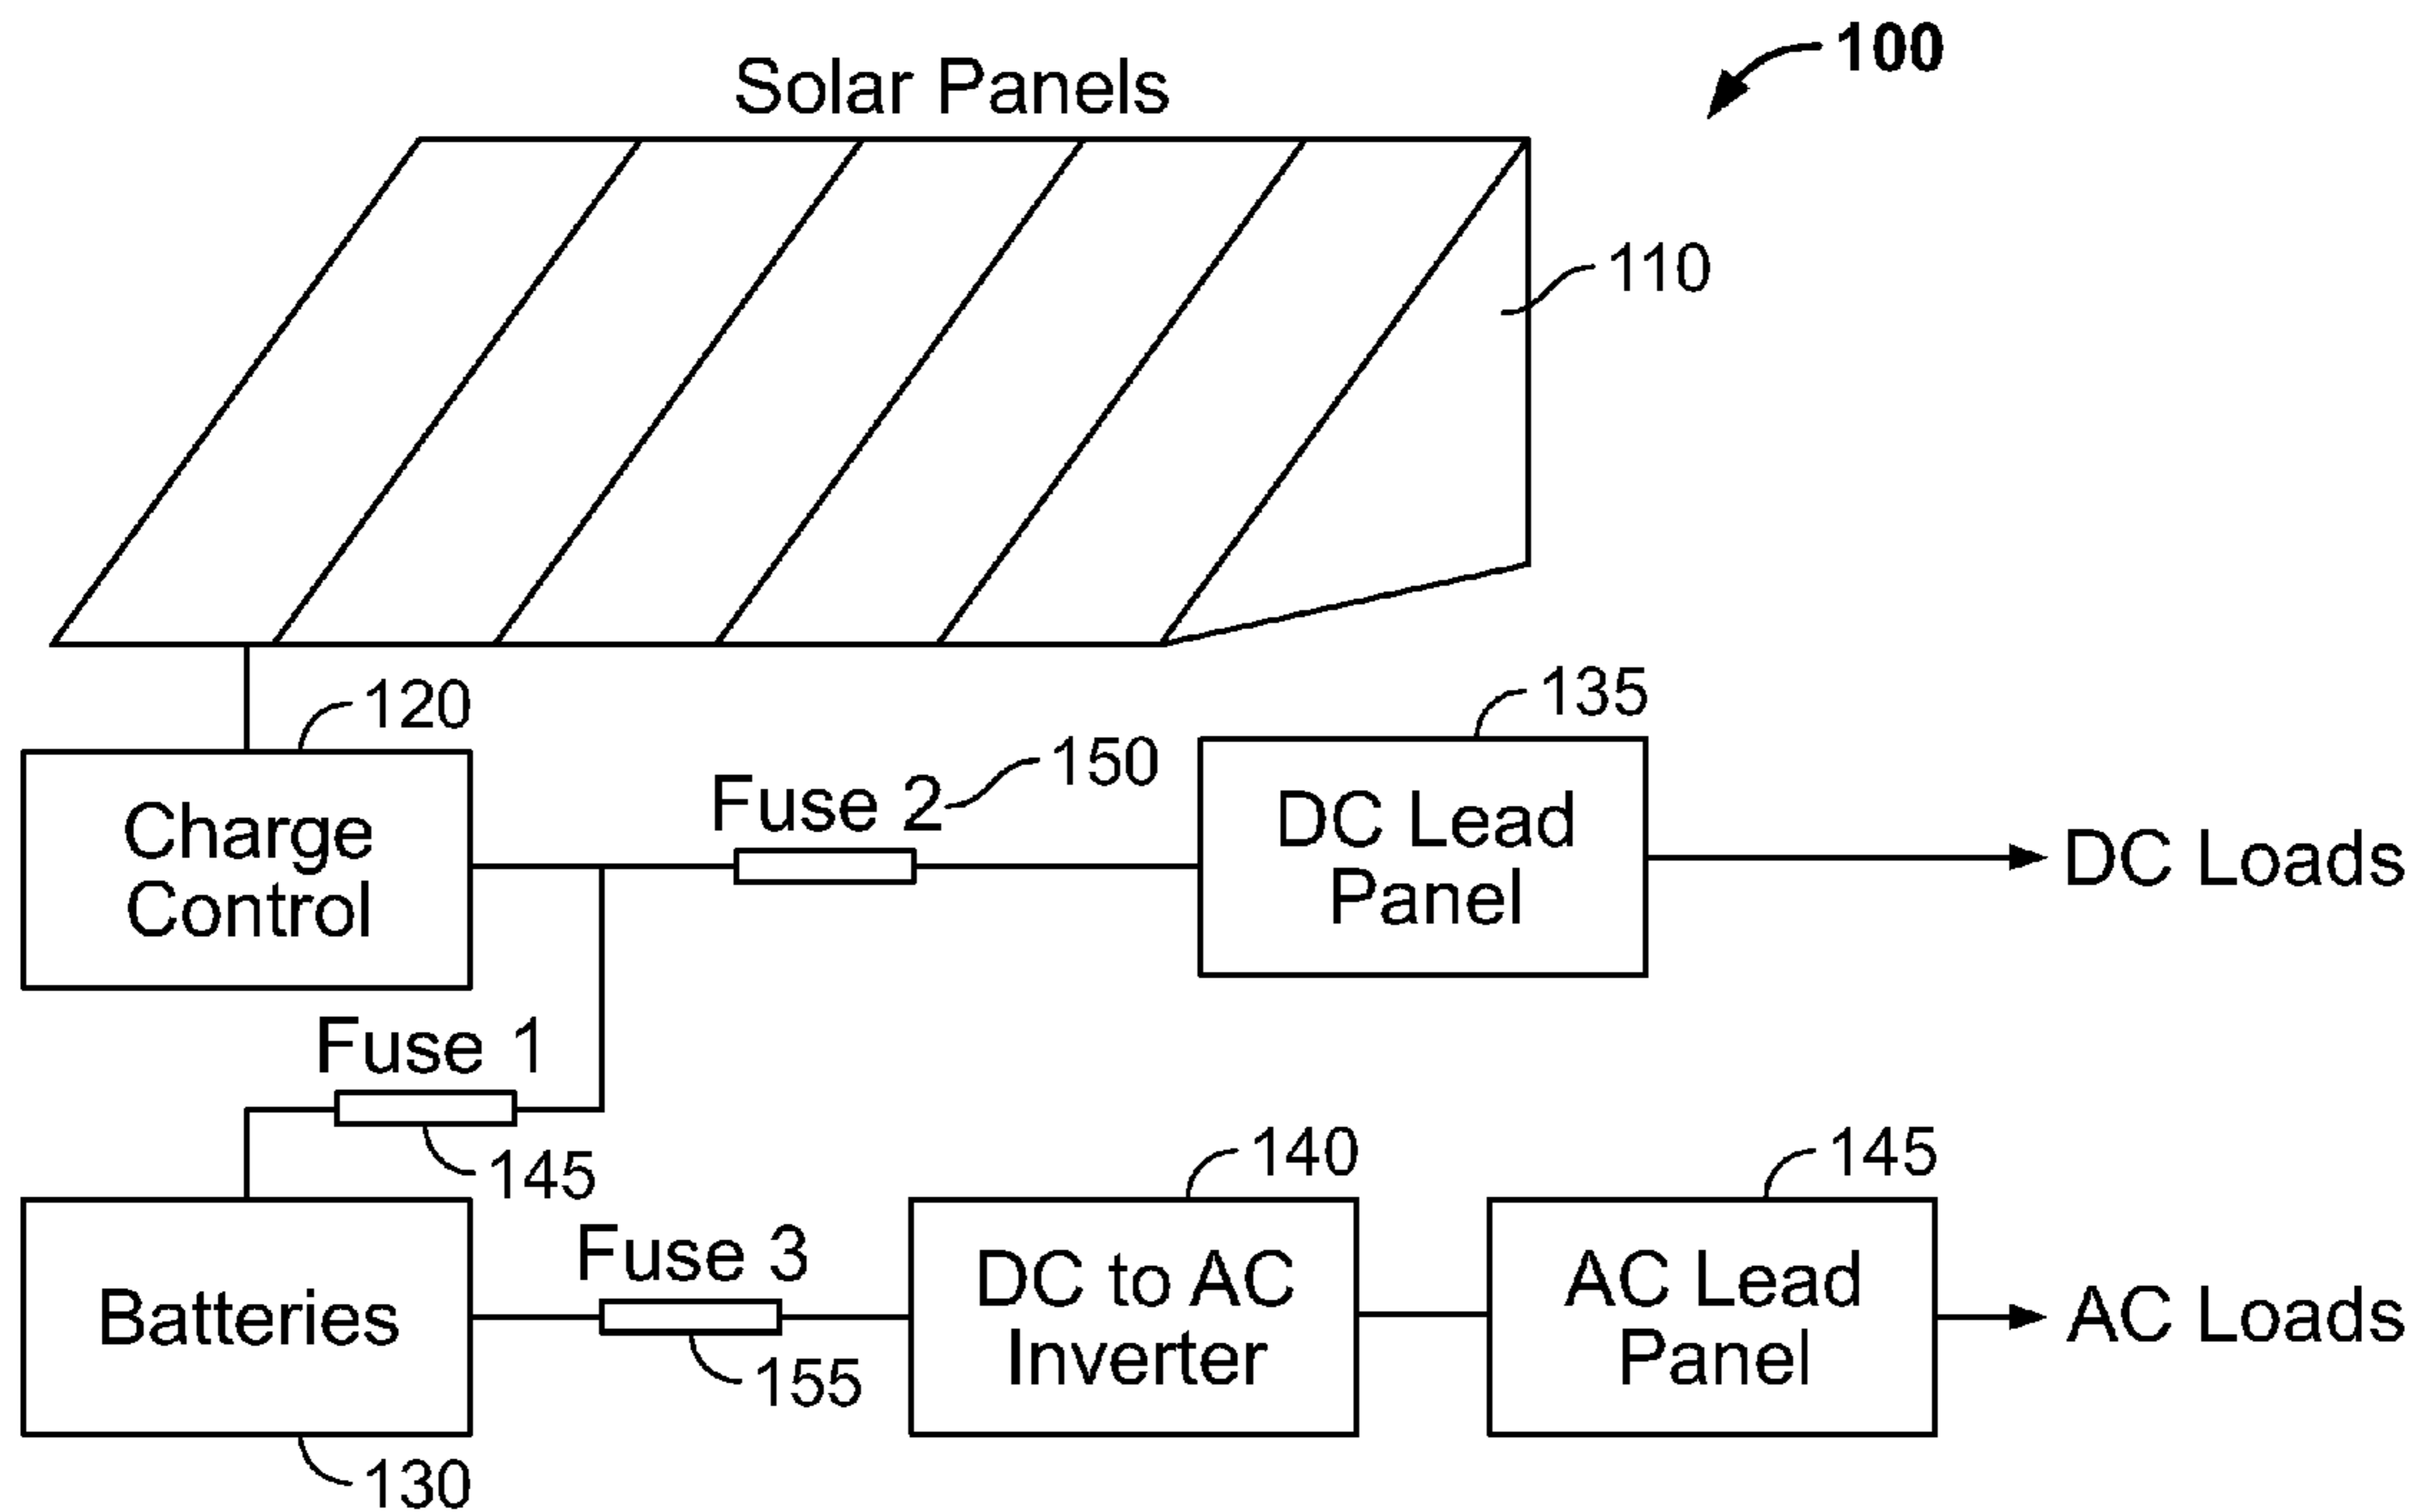 100
Solar Panels
110
120
135
150
Charge
Control
Fuse 2
DC Lead
Panel
DC Loads
Fuse 1
145
140
145
Batteries
Fuse 3
155
DC to AC
Inverter
AC Lead
Panel
AC Loads
130